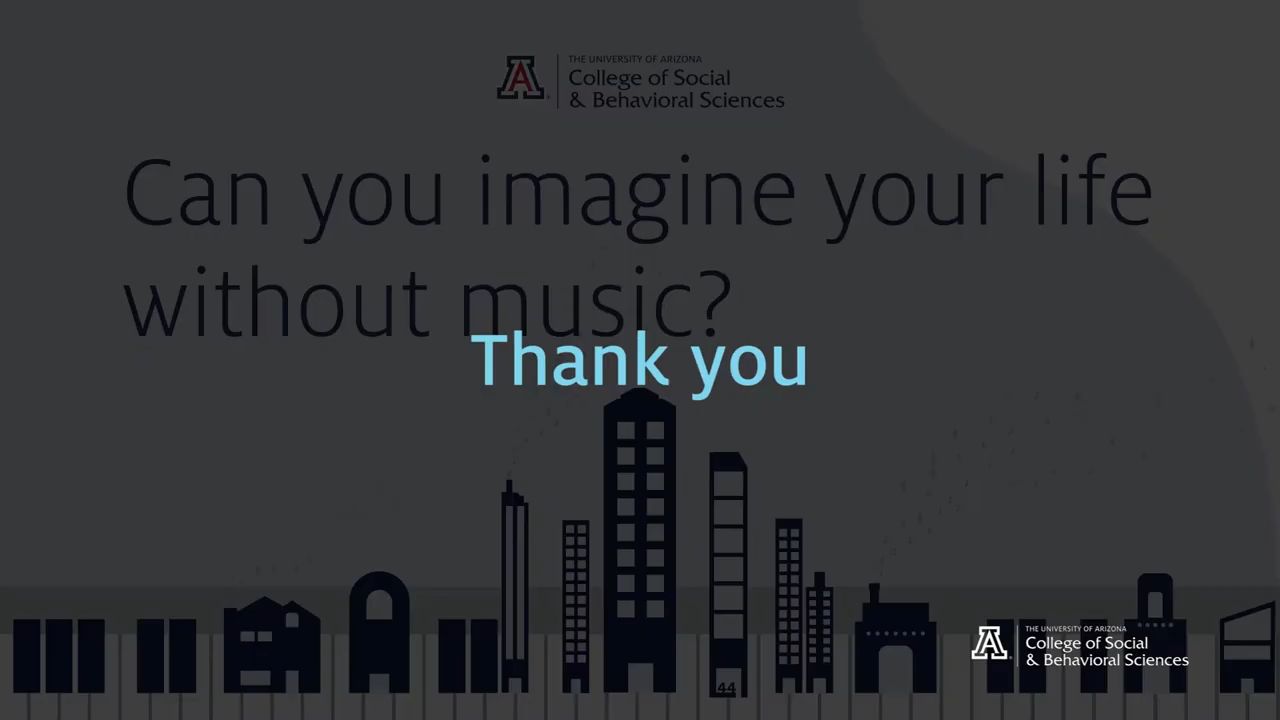 THE UNIVERSITY OF ARIZONA
College of Social
& Behavioral Sciences
Can you imagine your life
without music?
Thank you
44
THE UNIVERSITY OF ARIZONA
College of Social
& Behavioral Sciences